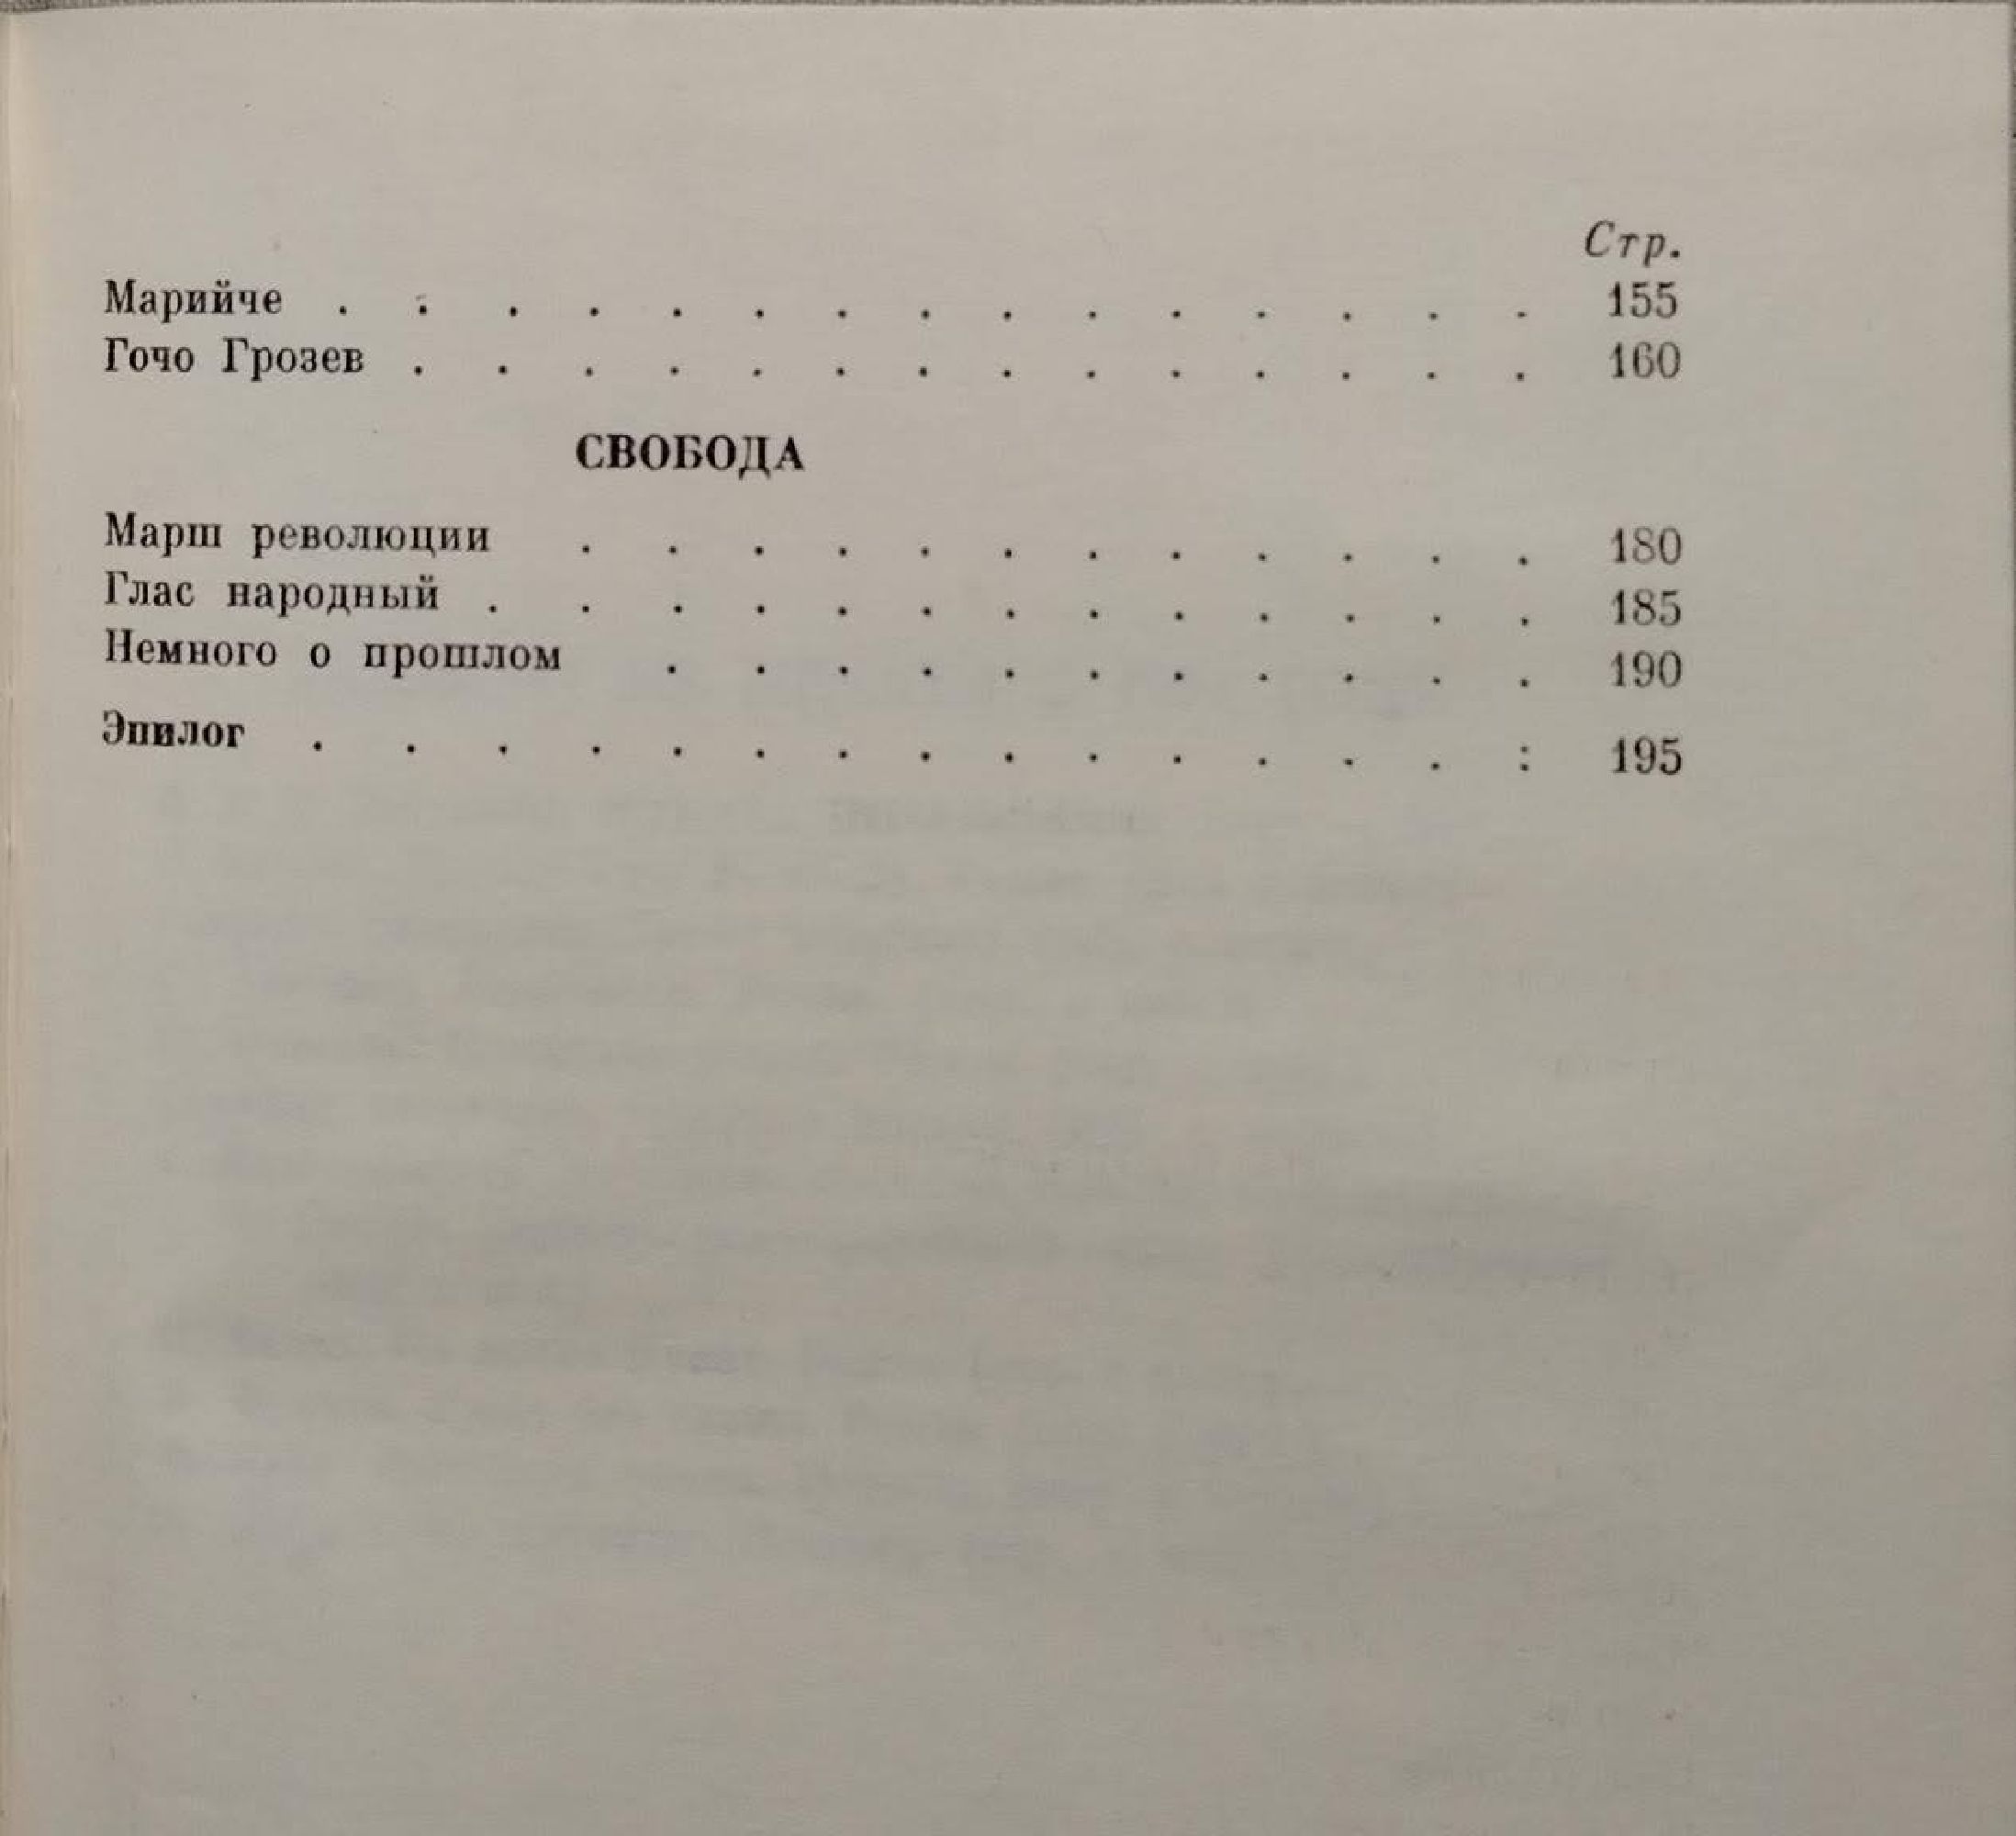 Стр.
Марийче . . . . . . . . . . . . . . . 155
Гочо Грозев . . . . . . . . . . . . . . 160
СВОБОДА
Марш революции . . . . . . . . . . . . 180
Глас народный . . . . . . . . . . . . . 185
Немного о прошлом . . . . . . . . . . . 190
Эпилог . . . . . . . . . . . . . . : 195